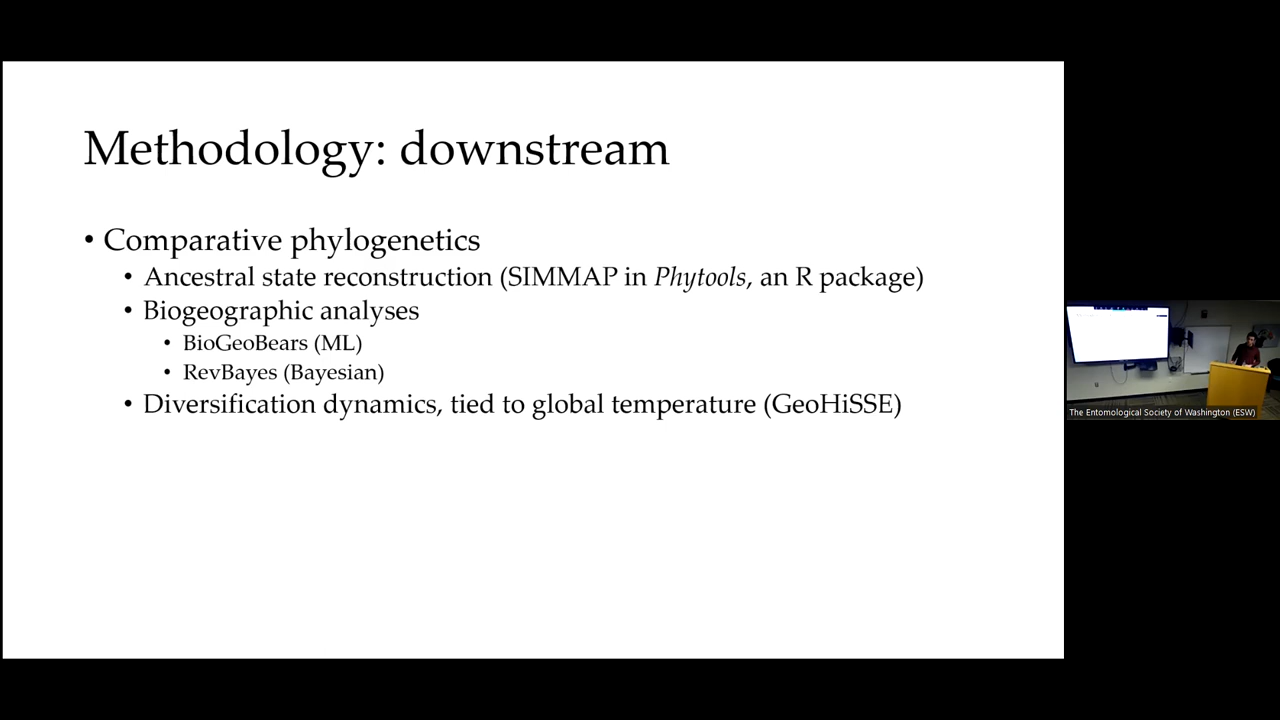 Methodology: downstream
• Comparative phylogenetics
• Ancestral state reconstruction (SIMMAP in Phytools, an R package)
• Biogeographic analyses
• BioGeoBears (ML)
• RevBayes (Bayesian)
• Diversification dynamics, tied to global temperature (GeoHiSSE)
The Entomological Society of Washington (ESW)